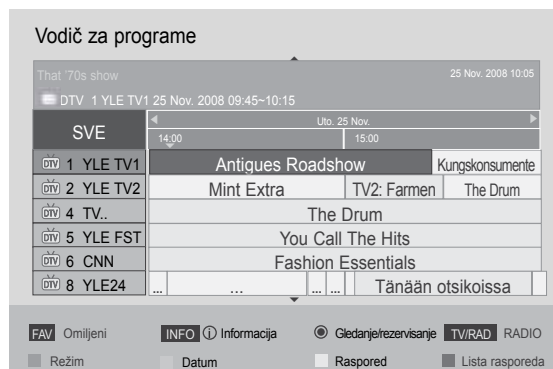 Vodič za programe
That '70s show 25 Nov. 2008 10:05
DTV 1 YLE TV1 25 Nov. 2008 09:45~10:15
SVE Uto. 25 Nov.
14:00 15:00
DTV 1 YLE TV1 Antigues Roadshow Kungskonsumente
DTV 2 YLE TV2 Mint Extra TV2: Farmen The Drum
DTV 4 TV.. The Drum
DTV 5 YLE FST You Call The Hits
DTV 6 CNN Fashion Essentials
DTV 8 YLE24 ... ... ... ... Tänään otsikoissa
FAV Omiljeni INFO i Informacija Gledanje/rezervisanje TV/RAD RADIO
Režim Datum Raspored Lista rasporeda